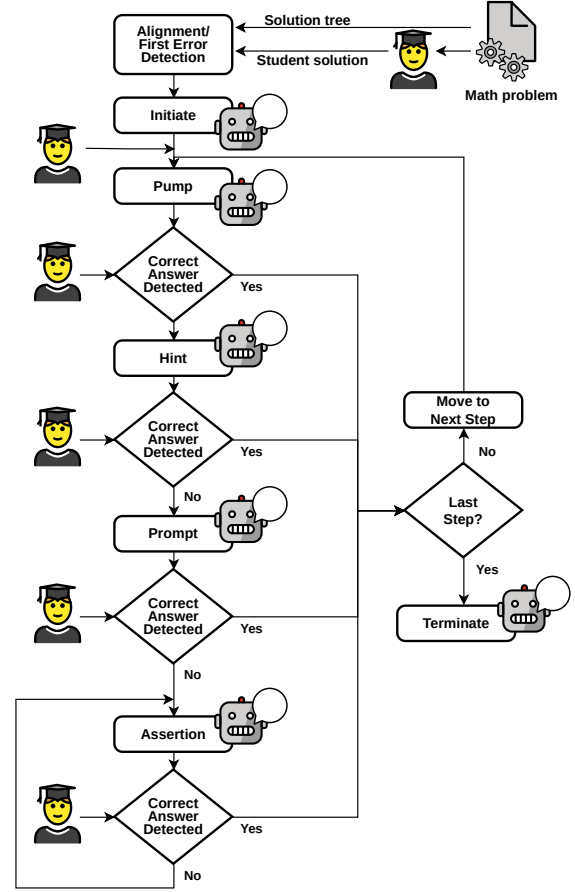 Alignment/
First Error
Detection
Solution tree
Student solution
Math problem
Initiate
Pump
Correct
Answer
Detected
Yes
Hint
Correct
Answer
Detected
Yes
No
Move to
Next Step
No
Last
Step?
Yes
Terminate
Prompt
Correct
Answer
Detected
Yes
No
Assertion
Correct
Answer
Detected
Yes
No